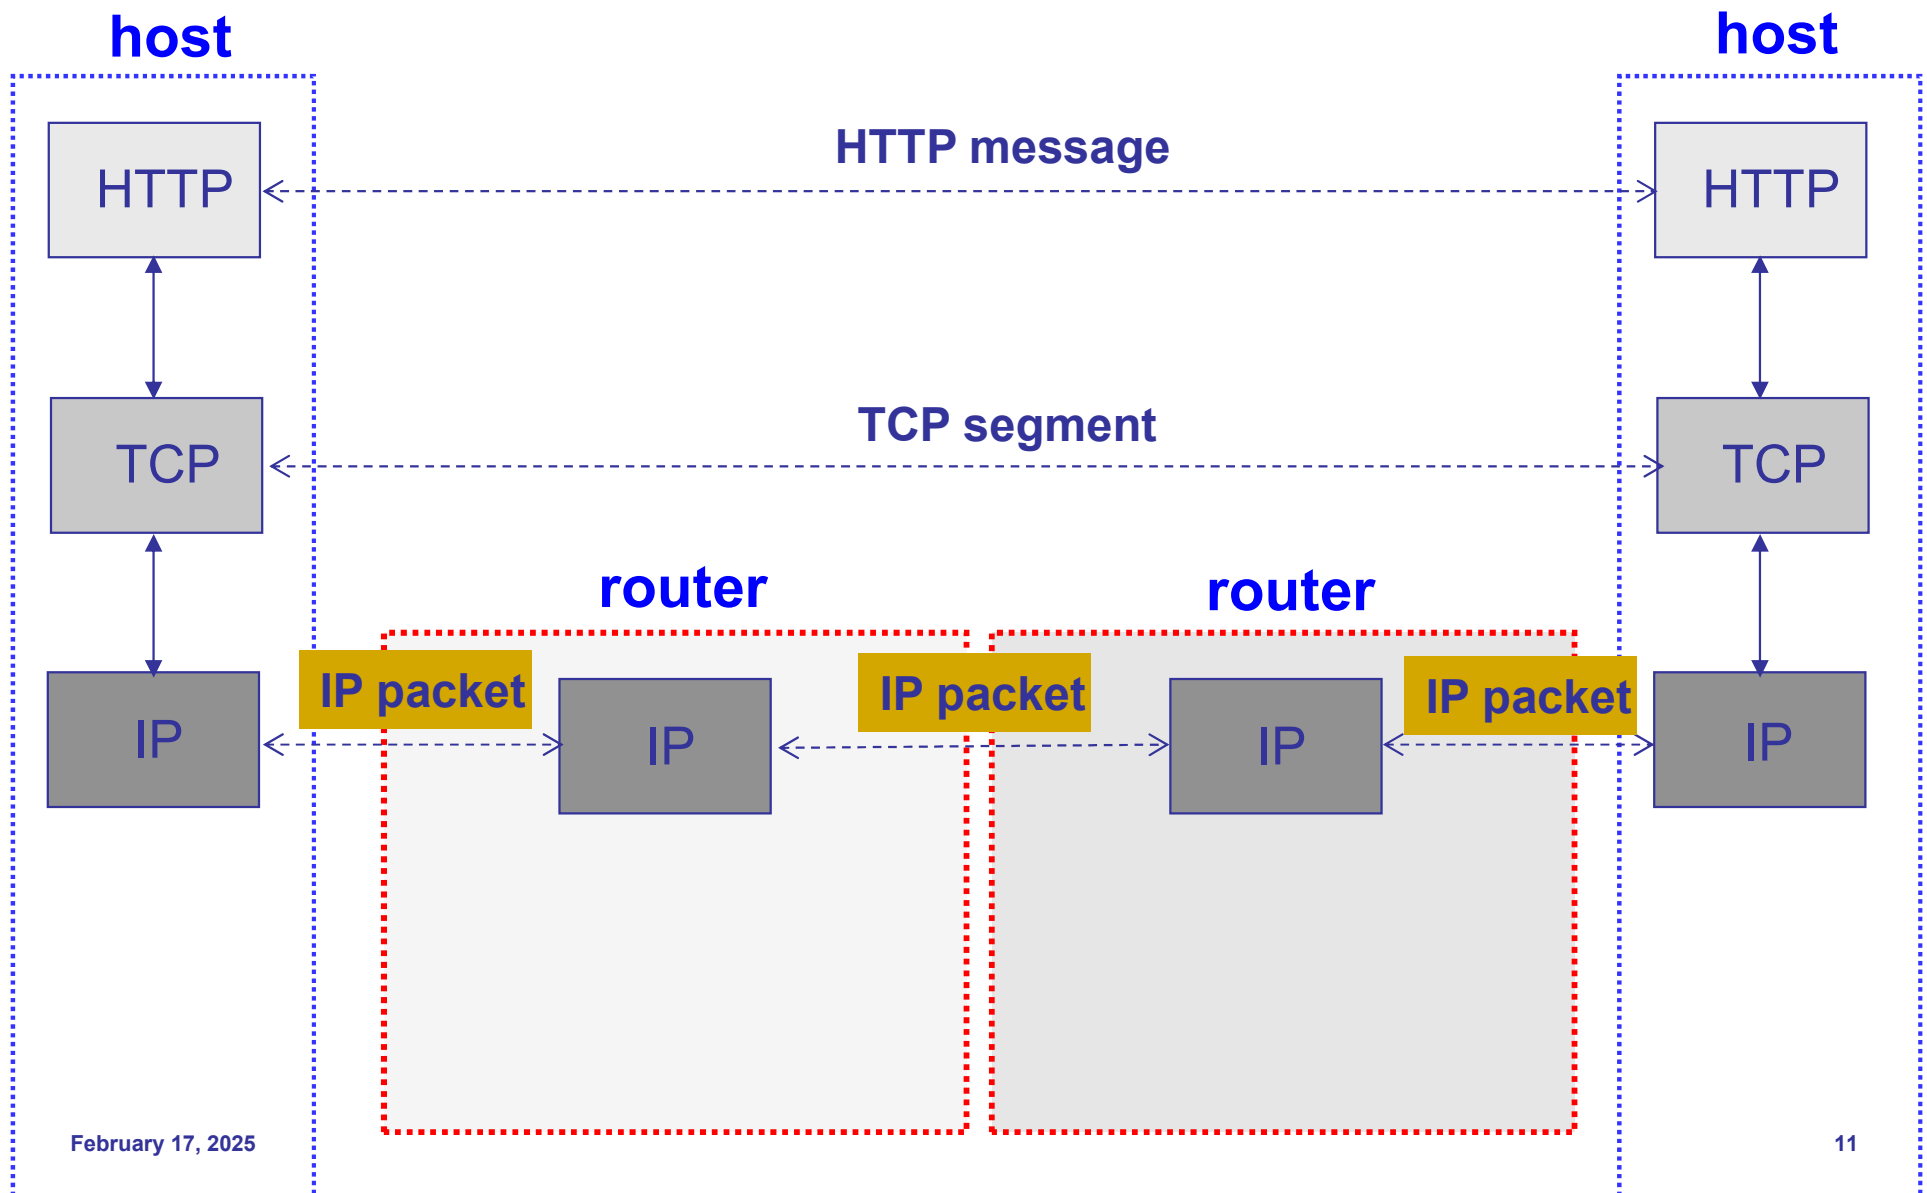 host
host
HTTP message
HTTP
HTTP
TCP segment
TCP
TCP
router
router
IP packet
IP packet
IP packet
IP
IP
IP
IP
February 17, 2025
11